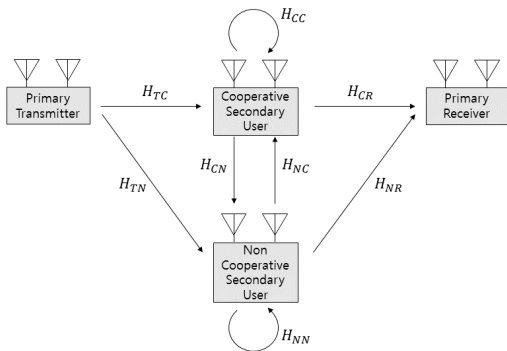 H_CC
Primary
Transmitter
H_TC
Cooperative
Secondary
User
H_CR
Primary
Receiver
H_TN
H_CN
H_NC
H_NR
Non
Cooperative
Secondary
User
H_NN